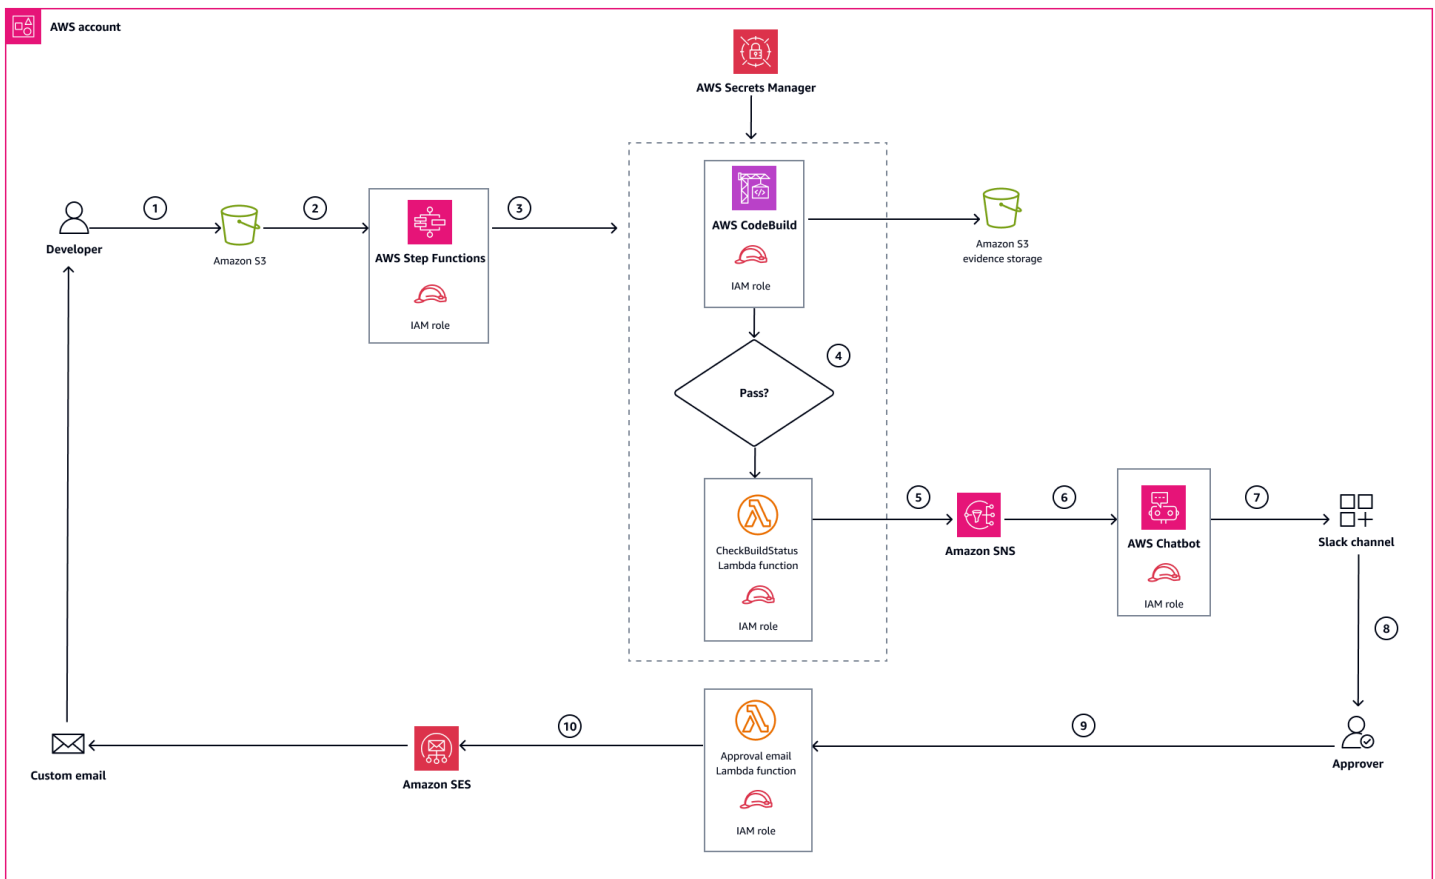 AWS account
AWS Secrets Manager
1
2
3
Developer
Amazon S3
AWS Step Functions
IAM role
AWS CodeBuild
IAM role
Amazon S3
evidence storage
4
Pass?
CheckBuildStatus
Lambda function
IAM role
5
Amazon SNS
6
AWS Chatbot
IAM role
7
Slack channel
8
Approver
9
Approval email
Lambda function
IAM role
10
Amazon SES
Custom email